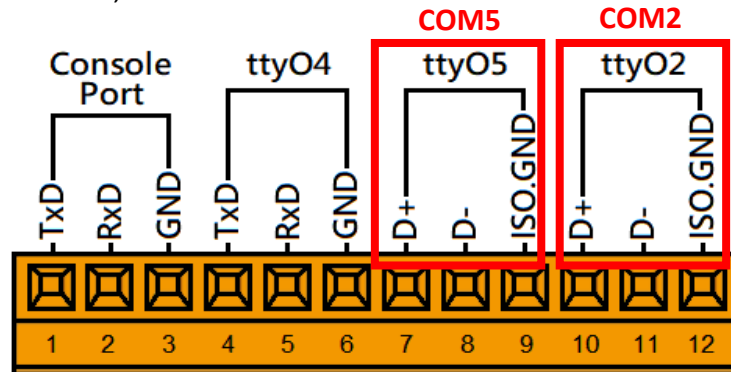 COM5 COM2
Console Port ttyO4 ttyO5 ttyO2
TxD RxD GND TxD RxD GND D+ D- ISO.GND D+ D- ISO.GND
1 2 3 4 5 6 7 8 9 10 11 12